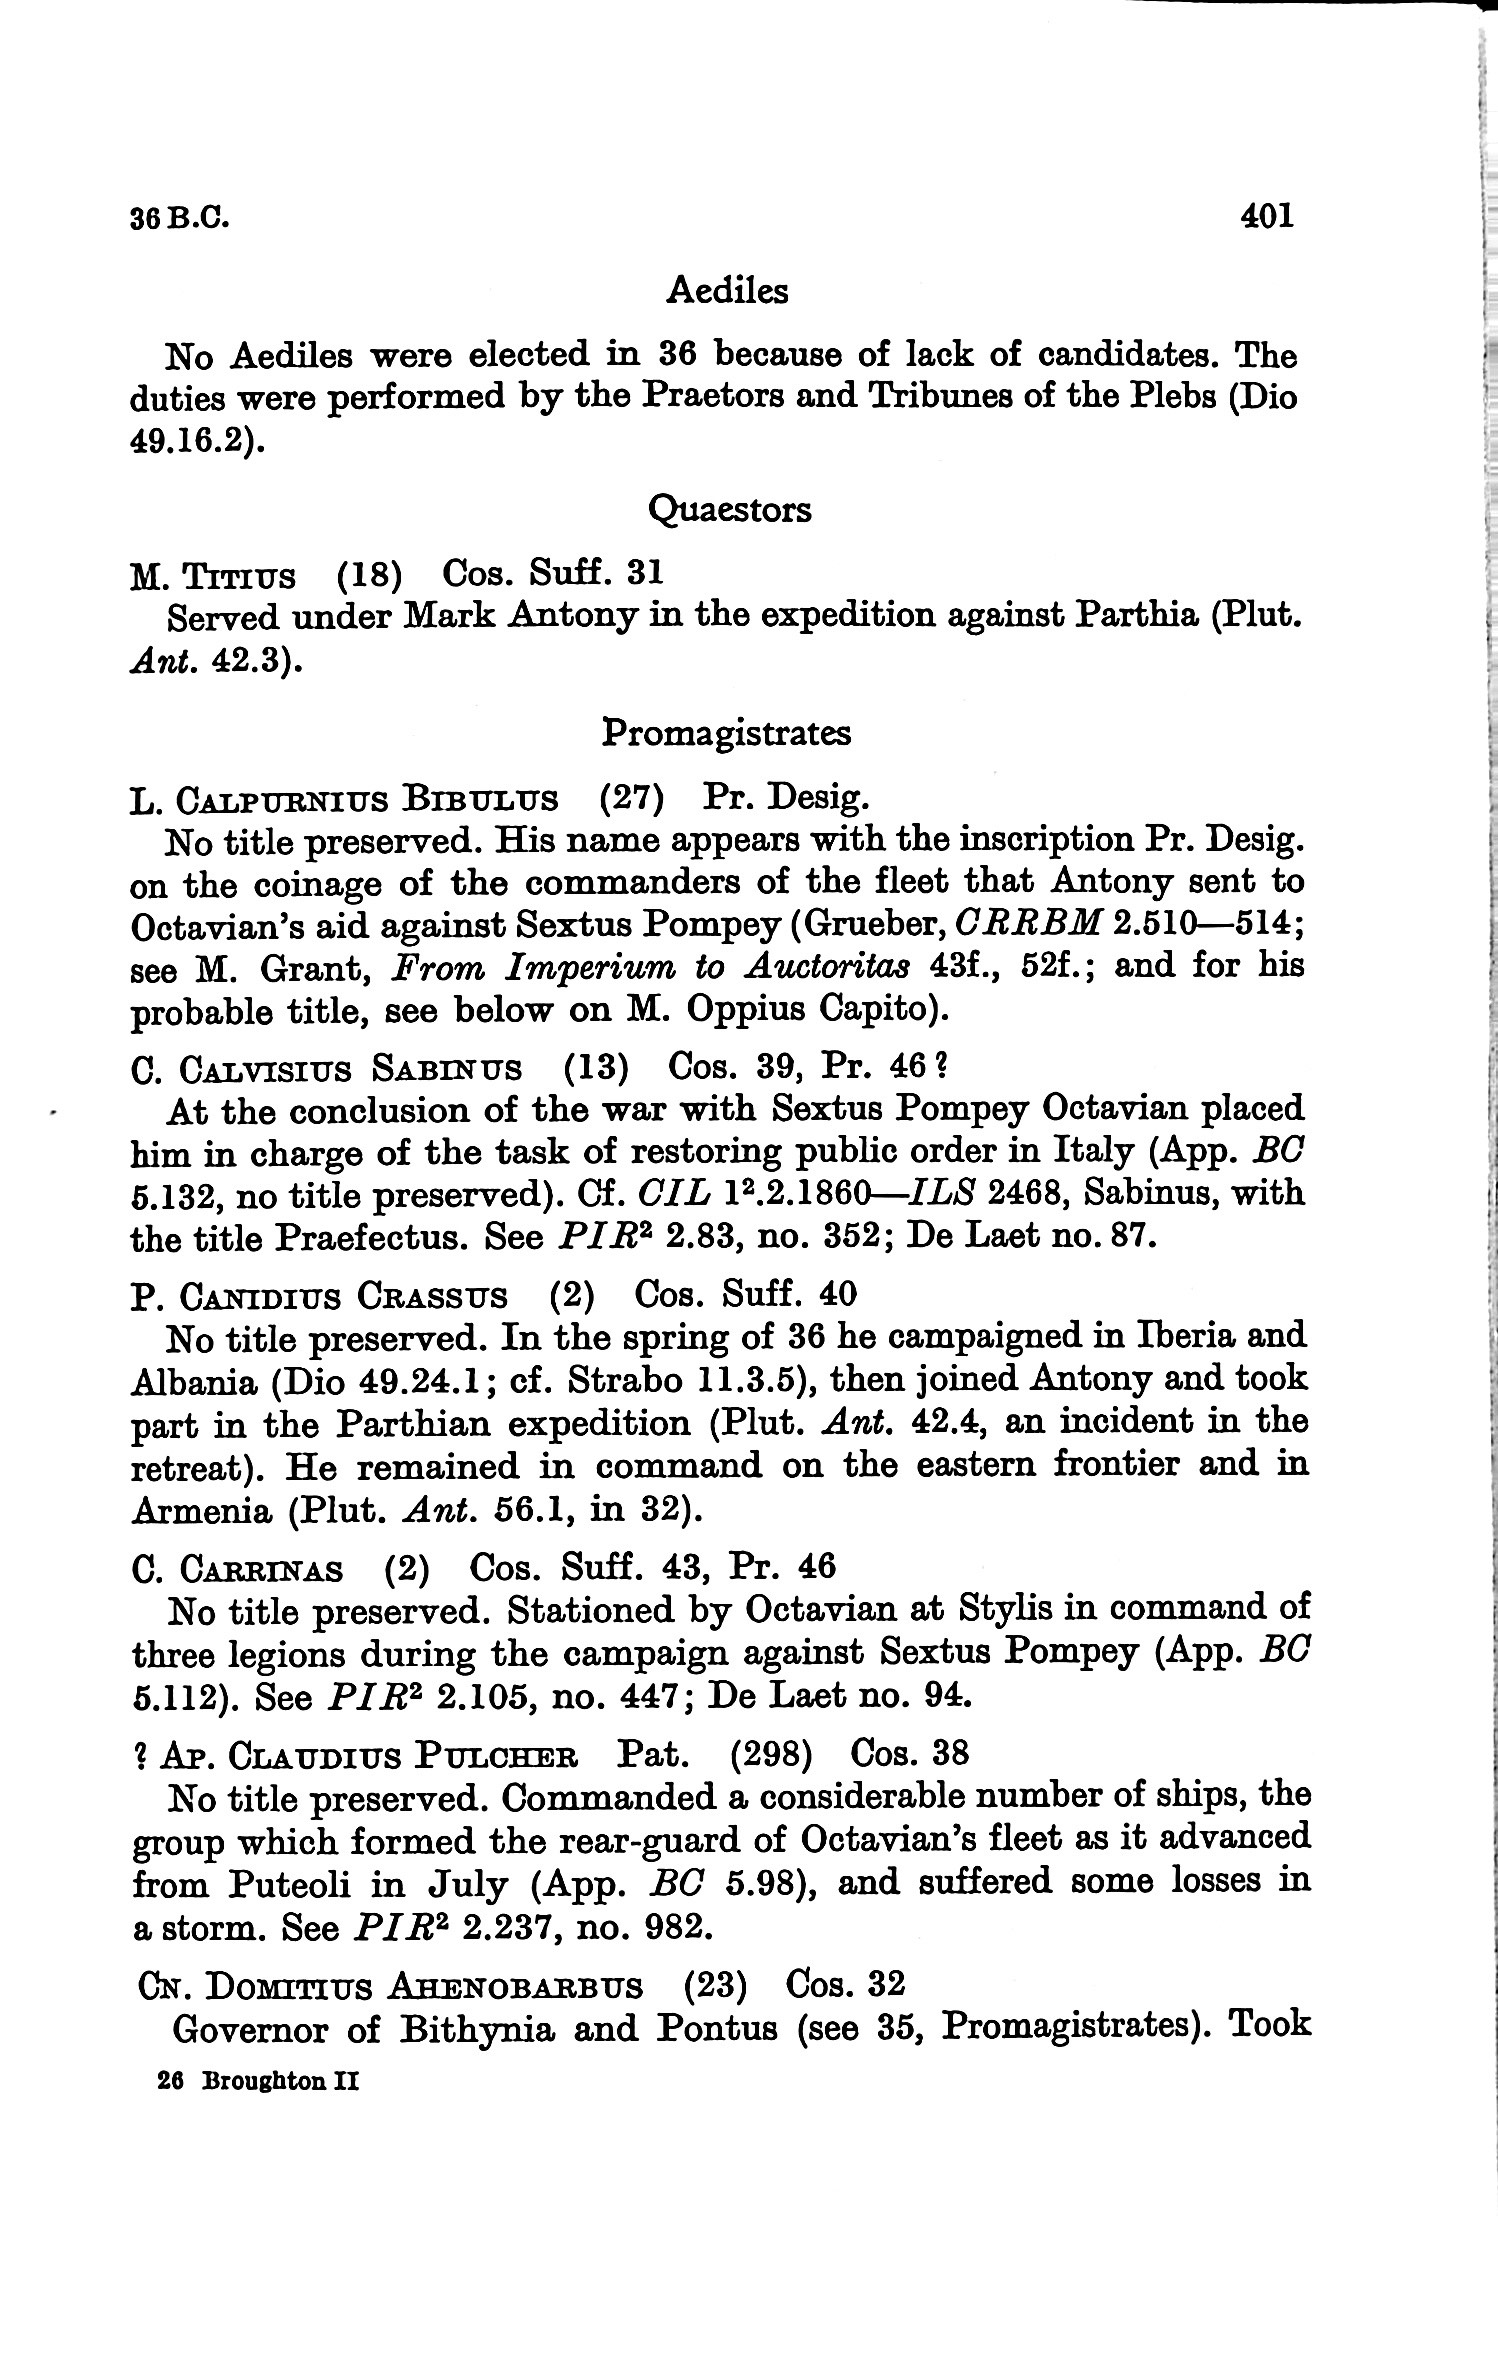 36 B.C. 401
Aediles
No Aediles were elected in 36 because of lack of candidates. The
duties were performed by the Praetors and Tribunes of the Plebs (Dio
49.16.2).
Quaestors
M. TITIUS (18) Cos. Suff. 31
Served under Mark Antony in the expedition against Parthia (Plut.
Ant. 42.3).
Promagistrates
L. CALPURNIUS BIBULUS (27) Pr. Desig.
No title preserved. His name appears with the inscription Pr. Desig.
on the coinage of the commanders of the fleet that Antony sent to
Octavian's aid against Sextus Pompey (Grueber, CRRBM 2.510—514;
see M. Grant, From Imperium to Auctoritas 43f., 52f.; and for his
probable title, see below on M. Oppius Capito).
C. CALVISIUS SABINUS (13) Cos. 39, Pr. 46?
At the conclusion of the war with Sextus Pompey Octavian placed
him in charge of the task of restoring public order in Italy (App. BC
5.132, no title preserved). Cf. CIL 1².2.1860—ILS 2468, Sabinus, with
the title Praefectus. See PIR² 2.83, no. 352; De Laet no. 87.
P. CANIDIUS CRASSUS (2) Cos. Suff. 40
No title preserved. In the spring of 36 he campaigned in Iberia and
Albania (Dio 49.24.1; cf. Strabo 11.3.5), then joined Antony and took
part in the Parthian expedition (Plut. Ant. 42.4, an incident in the
retreat). He remained in command on the eastern frontier and in
Armenia (Plut. Ant. 56.1, in 32).
C. CARRINAS (2) Cos. Suff. 43, Pr. 46
No title preserved. Stationed by Octavian at Stylis in command of
three legions during the campaign against Sextus Pompey (App. BC
5.112). See PIR² 2.105, no. 447; De Laet no. 94.
? AP. CLAUDIUS PULCHER Pat. (298) Cos. 38
No title preserved. Commanded a considerable number of ships, the
group which formed the rear-guard of Octavian's fleet as it advanced
from Puteoli in July (App. BC 5.98), and suffered some losses in
a storm. See PIR² 2.237, no. 982.
CN. DOMITIUS AHENOBARBUS (23) Cos. 32
Governor of Bithynia and Pontus (see 35, Promagistrates). Took
26 Broughton II